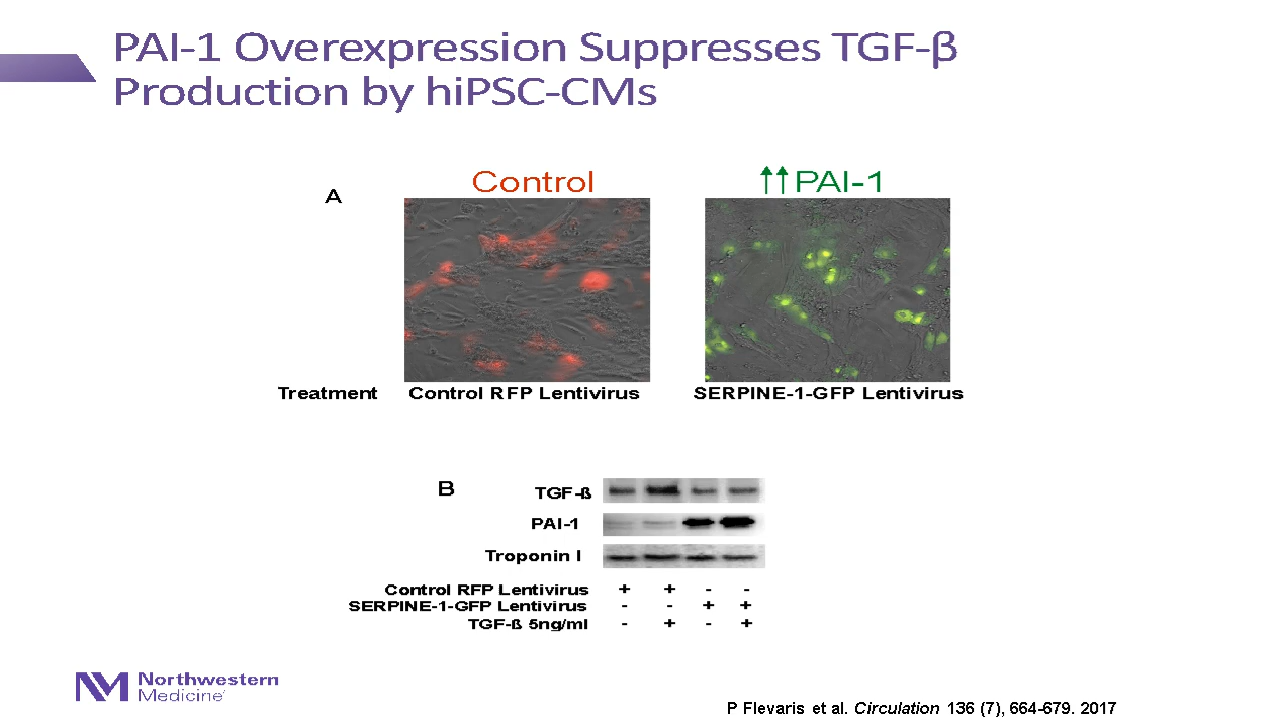 PAI-1 Overexpression Suppresses TGF-β
Production by hiPSC-CMs
Control
↑↑PAI-1
A
Treatment
Control RFP Lentivirus
SERPINE-1-GFP Lentivirus
B
TGF-ß
PAI-1
Troponin I
Control RFP Lentivirus + + - -
SERPINE-1-GFP Lentivirus - - + +
TGF-ß 5ng/ml - + - +
Northwestern
Medicine®
P Flevaris et al. Circulation 136 (7), 664-679. 2017